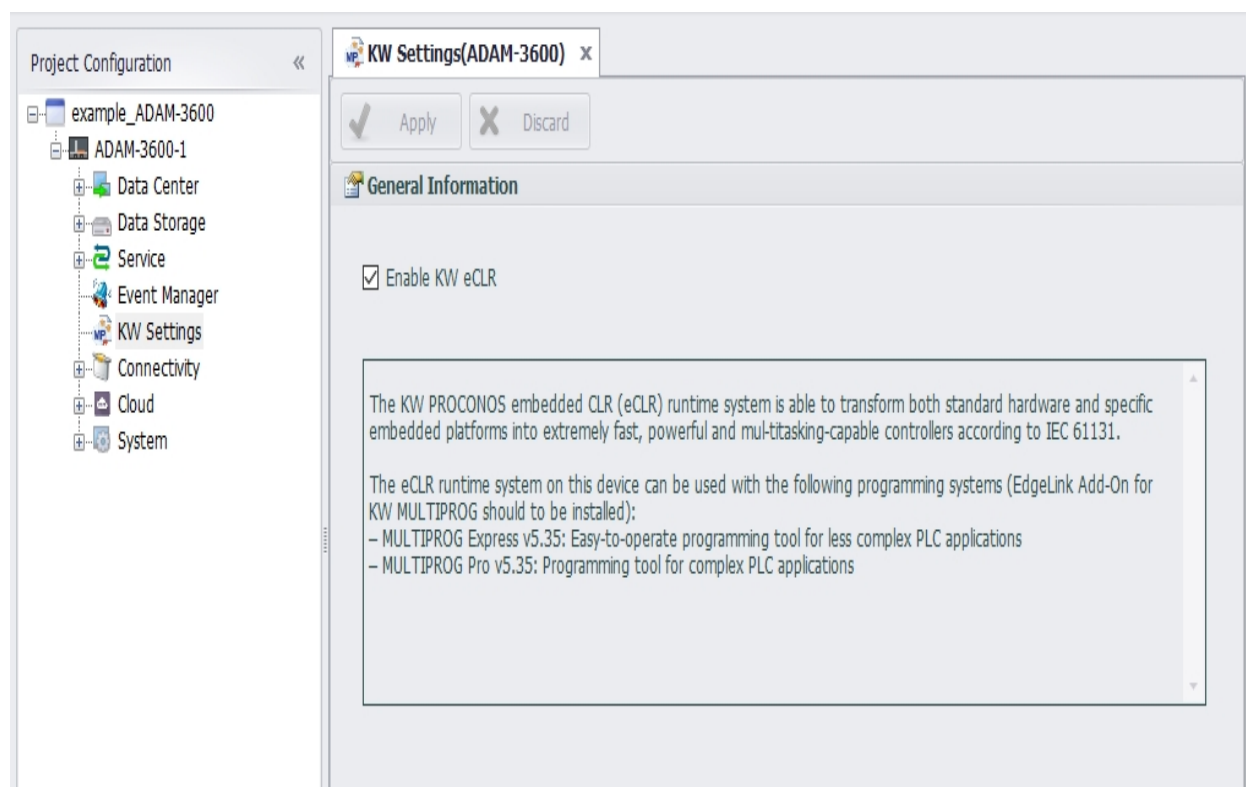 Project Configuration «
example_ADAM-3600
ADAM-3600-1
Data Center
Data Storage
Service
Event Manager
KW Settings
Connectivity
Cloud
System
KW Settings(ADAM-3600) x
Apply
Discard
General Information
Enable KW eCLR
The KW PROCONOS embedded CLR (eCLR) runtime system is able to transform both standard hardware and specific
embedded platforms into extremely fast, powerful and mul-titasking-capable controllers according to IEC 61131.
The eCLR runtime system on this device can be used with the following programming systems (EdgeLink Add-On for
KW MULTIPROG should to be installed):
– MULTIPROG Express v5.35: Easy-to-operate programming tool for less complex PLC applications
– MULTIPROG Pro v5.35: Programming tool for complex PLC applications